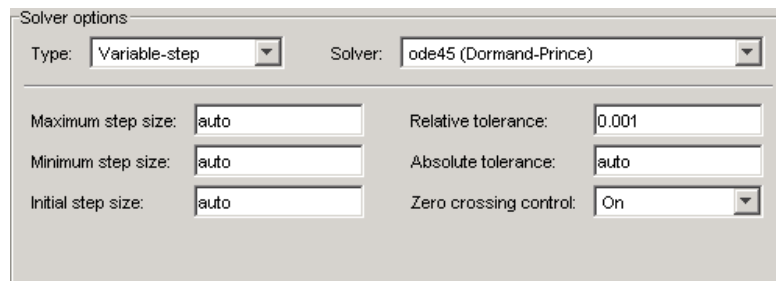 Solver options
Type: Variable-step Solver: ode45 (Dormand-Prince)
Maximum step size: auto Relative tolerance: 0.001
Minimum step size: auto Absolute tolerance: auto
Initial step size: auto Zero crossing control: On